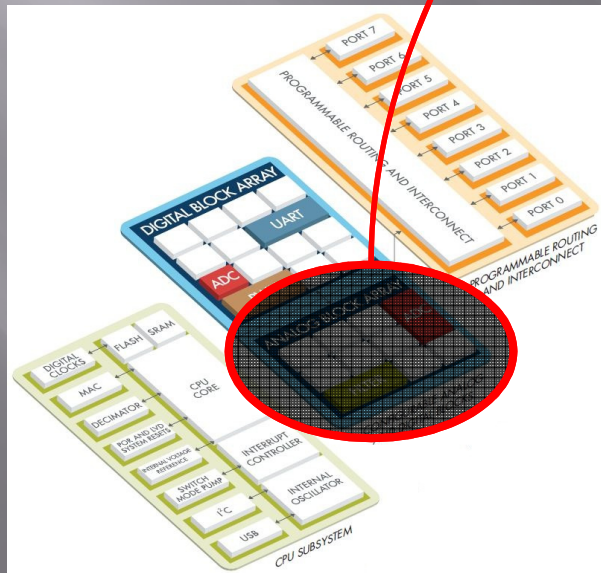 PORT 7
PORT 6
PORT 5
PORT 4
PORT 3
PORT 2
PORT 1
PORT 0
PROGRAMMABLE ROUTING AND INTERCONNECT
PROGRAMMABLE ROUTING
AND INTERCONNECT
DIGITAL BLOCK ARRAY
UART
ADC
ANALOG BLOCK ARRAY
FLASH
SRAM
DIGITAL
CLOCKS
MAC
DECIMATOR
POR AND LVD
SYSTEM RESETS
INTERNAL VOLTAGE
REFERENCE
SWITCH
MODE PUMP
I²C
USB
CPU
CORE
INTERRUPT
CONTROLLER
INTERNAL
OSCILLATOR
CPU SUBSYSTEM